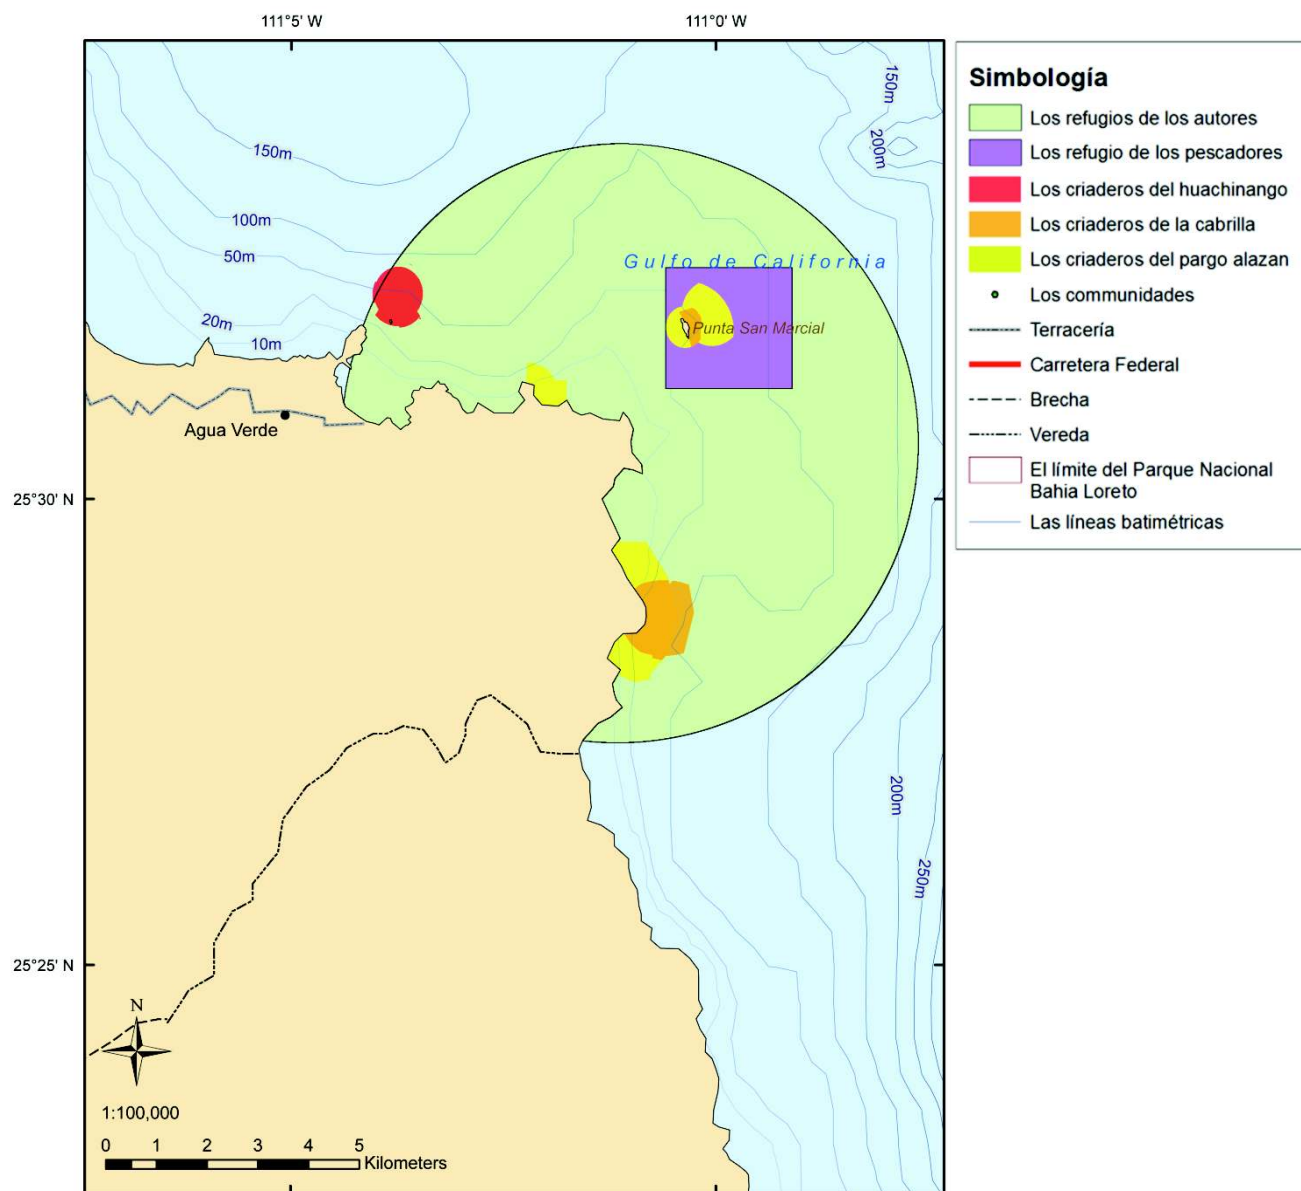 111°5' W
111°0' W
150m
200m
150m
100m
50m
20m
10m
Gulfo de California
Punta San Marcial
Agua Verde
25°30' N
200m
250m
25°25' N
N
1:100,000
0 1 2 3 4 5
Kilometers
Simbología
Los refugios de los autores
Los refugio de los pescadores
Los criaderos del huachinango
Los criaderos de la cabrilla
Los criaderos del pargo alazan
Los communidades
Terracería
Carretera Federal
Brecha
Vereda
El límite del Parque Nacional
Bahia Loreto
Las líneas batimétricas